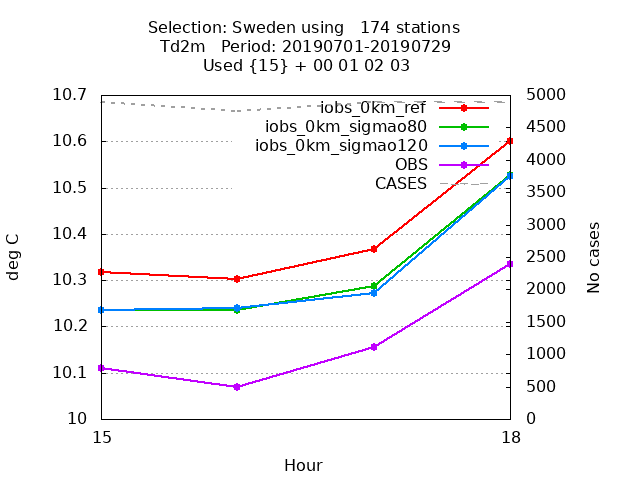 Selection: Sweden using   174 stations
Td2m   Period: 20190701-20190729
Used {15} + 00 01 02 03
10.7
10.6
10.5
10.4
10.3
10.2
10.1
10
5000
4500
4000
3500
3000
2500
2000
1500
1000
500
0
iobs_0km_ref
iobs_0km_sigmao80
iobs_0km_sigmao120
OBS
CASES
deg C
No cases
15
18
Hour